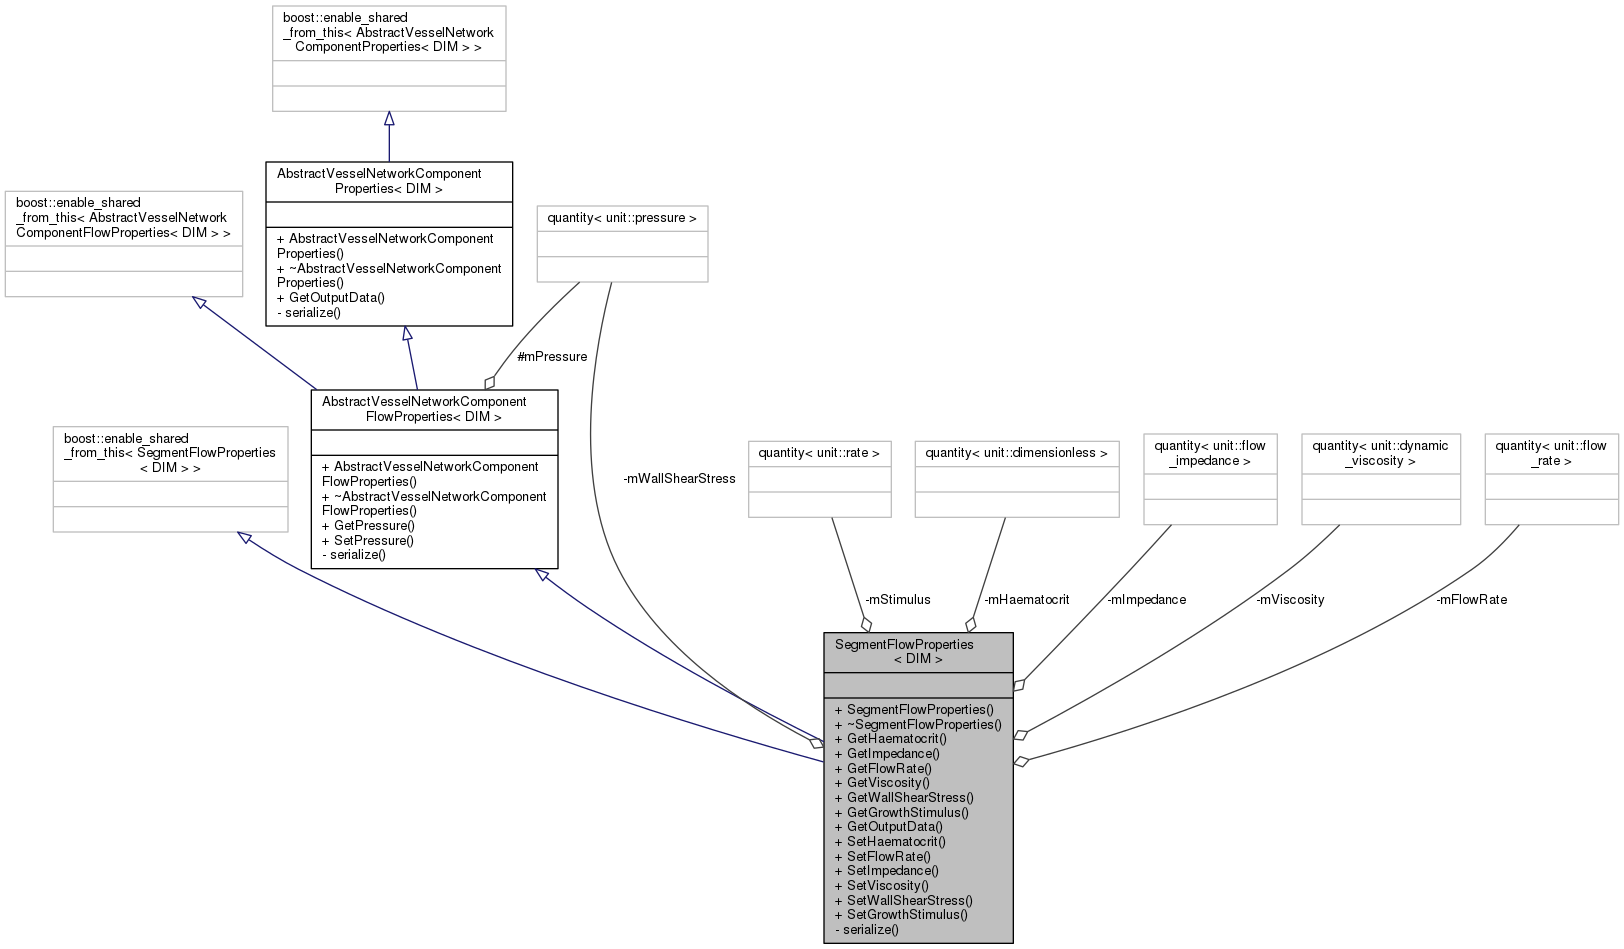 boost::enable_shared
_from_this< AbstractVesselNetwork
ComponentProperties< DIM > >
AbstractVesselNetworkComponent
Properties< DIM >
+ AbstractVesselNetworkComponent
Properties()
+ ~AbstractVesselNetworkComponent
Properties()
+ GetOutputData()
- serialize()
boost::enable_shared
_from_this< AbstractVesselNetwork
ComponentFlowProperties< DIM > >
quantity< unit::pressure >
#mPressure
AbstractVesselNetworkComponent
FlowProperties< DIM >
+ AbstractVesselNetworkComponent
FlowProperties()
+ ~AbstractVesselNetworkComponent
FlowProperties()
+ GetPressure()
+ SetPressure()
- serialize()
boost::enable_shared
_from_this< SegmentFlowProperties
< DIM > >
-mWallShearStress
quantity< unit::rate >
quantity< unit::dimensionless >
quantity< unit::flow
_impedance >
quantity< unit::dynamic
_viscosity >
quantity< unit::flow
_rate >
-mStimulus
-mHaematocrit
-mImpedance
-mViscosity
-mFlowRate
SegmentFlowProperties
< DIM >
+ SegmentFlowProperties()
+ ~SegmentFlowProperties()
+ GetHaematocrit()
+ GetImpedance()
+ GetFlowRate()
+ GetViscosity()
+ GetWallShearStress()
+ GetGrowthStimulus()
+ GetOutputData()
+ SetHaematocrit()
+ SetFlowRate()
+ SetImpedance()
+ SetViscosity()
+ SetWallShearStress()
+ SetGrowthStimulus()
- serialize()